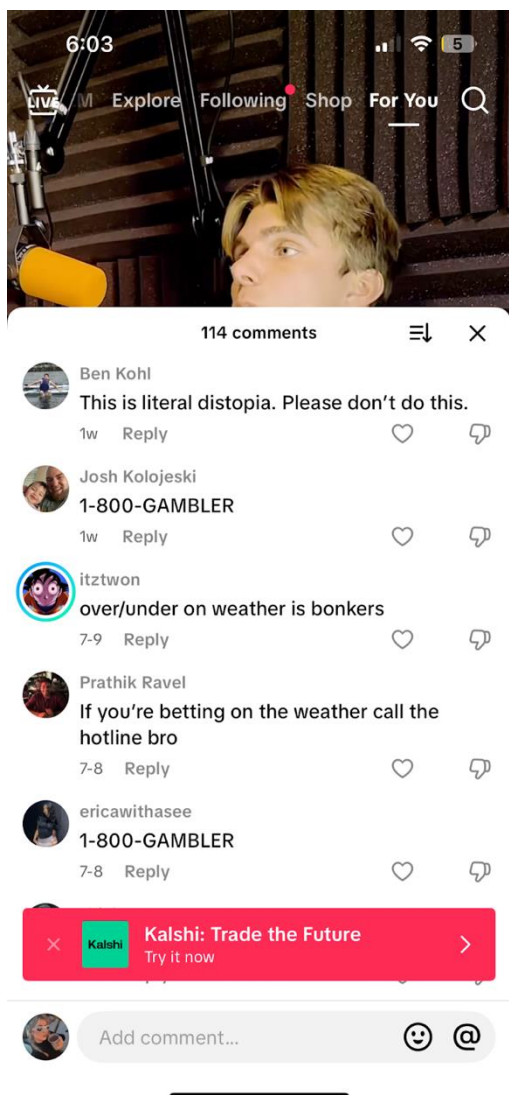 6:03
5
LIVE M Explore Following Shop For You
114 comments
Ben Kohl
This is literal distopia. Please don't do this.
1w Reply
Josh Kolojeski
1-800-GAMBLER
1w Reply
itztwon
over/under on weather is bonkers
7-9 Reply
Prathik Ravel
If you're betting on the weather call the
hotline bro
7-8 Reply
ericawithasee
1-800-GAMBLER
7-8 Reply
Kalshi
Kalshi: Trade the Future
Try it now
Add comment...